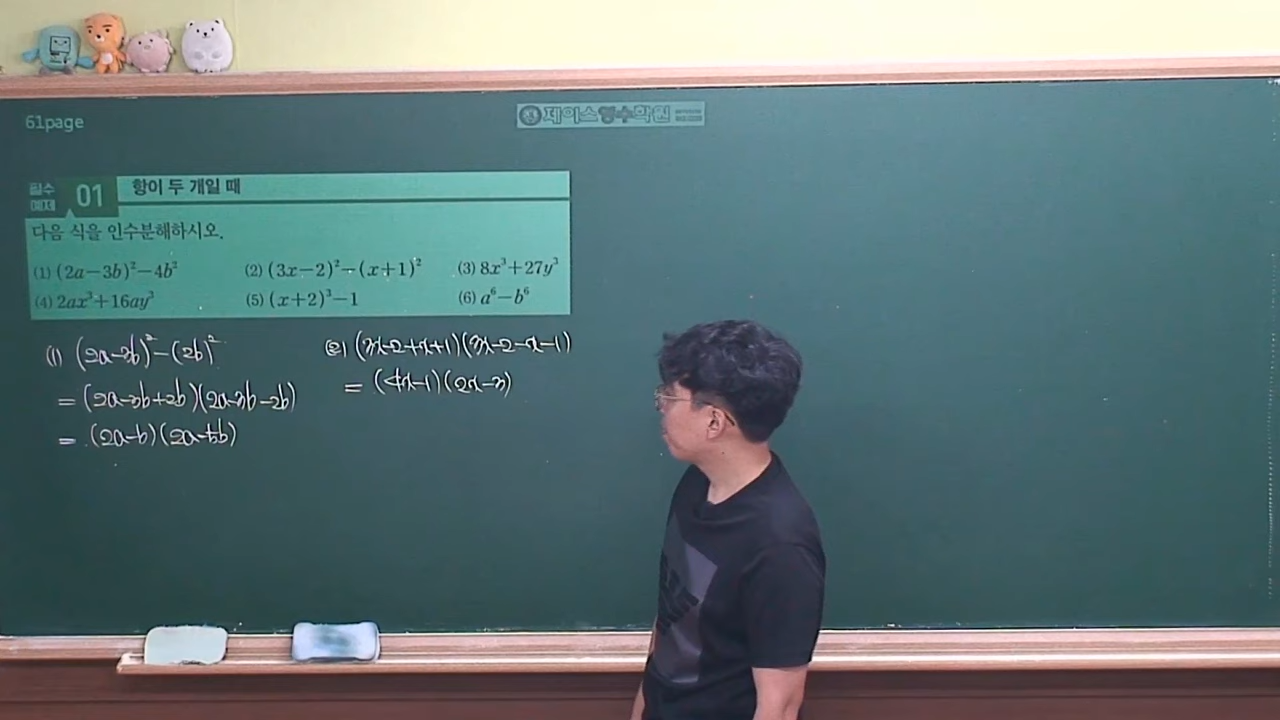 61page
제이스영수학원
필수 예제 01 항이 두 개일 때
다음 식을 인수분해하시오.
(1) (2a-3b)²-4b² (2) (3x-2)²-(x+1)² (3) 8x³+27y³
(4) 2ax³+16ay³ (5) (x+2)³-1 (6) a⁶-b⁶
(1) (2a-3b)²-(2b)²
=(2a-3b+2b)(2a-3b-2b)
=(2a-b)(2a-5b)
(2) (3x-2+x+1)(3x-2-x-1)
=(4x-1)(2x-3)